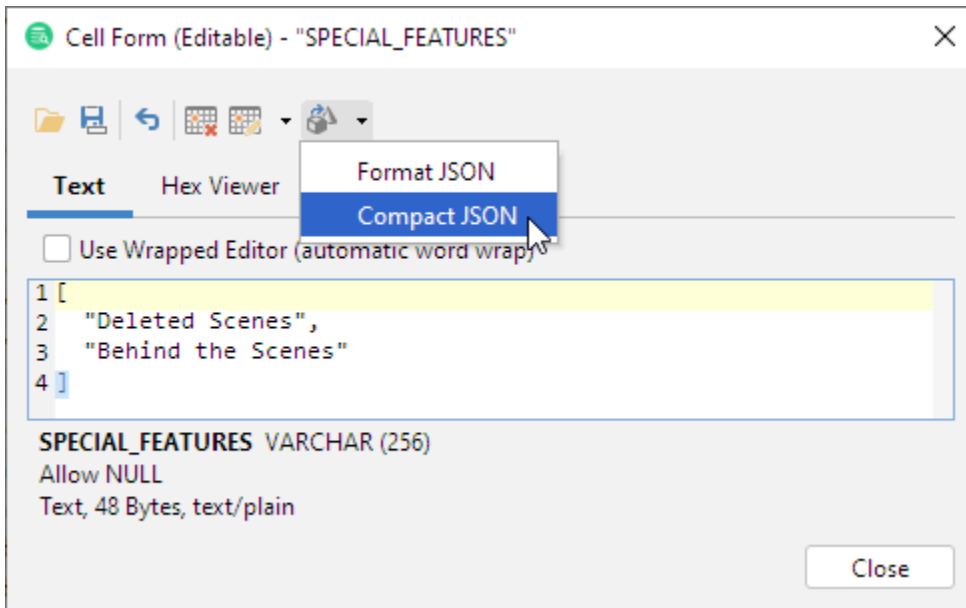 Cell Form (Editable) - "SPECIAL_FEATURES"
Format JSON
Compact JSON
Text Hex Viewer
Use Wrapped Editor (automatic word wrap)
1 [
2 "Deleted Scenes",
3 "Behind the Scenes"
4 ]
SPECIAL_FEATURES VARCHAR (256)
Allow NULL
Text, 48 Bytes, text/plain
Close